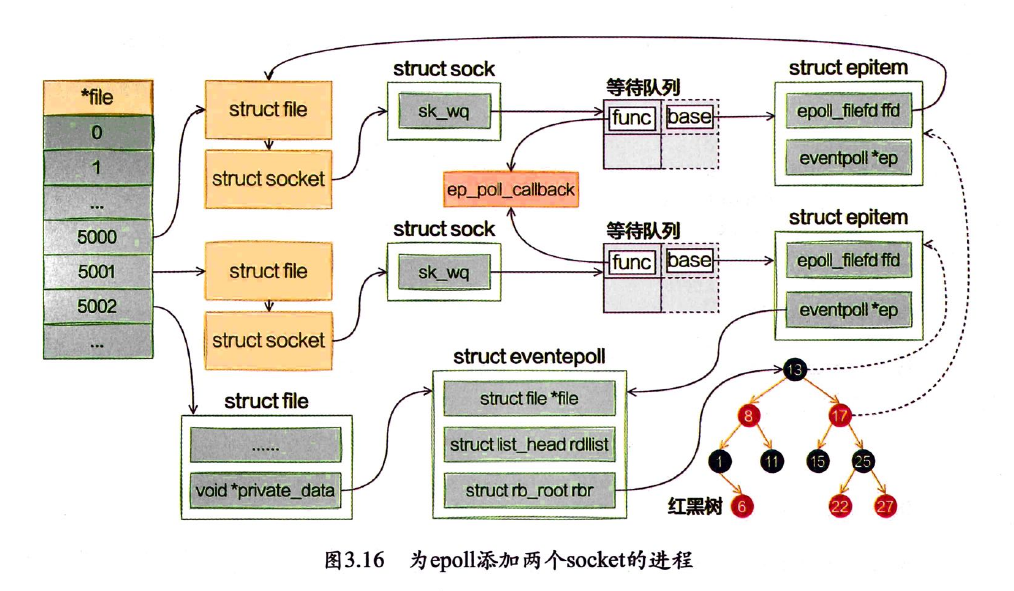 *file
0
1
...
5000
5001
5002
...
struct file
struct socket
struct sock
sk_wq
等待队列
func
base
struct epitem
epoll_filefd ffd
eventpoll *ep
ep_poll_callback
struct file
struct socket
struct sock
sk_wq
等待队列
func
base
struct epitem
epoll_filefd ffd
eventpoll *ep
struct file
......
void *private_data
struct eventepoll
struct file *file
struct list_head rdllist
struct rb_root rbr
13
8
17
1
11
15
25
红黑树
6
22
27
图3.16 为epoll添加两个socket的进程